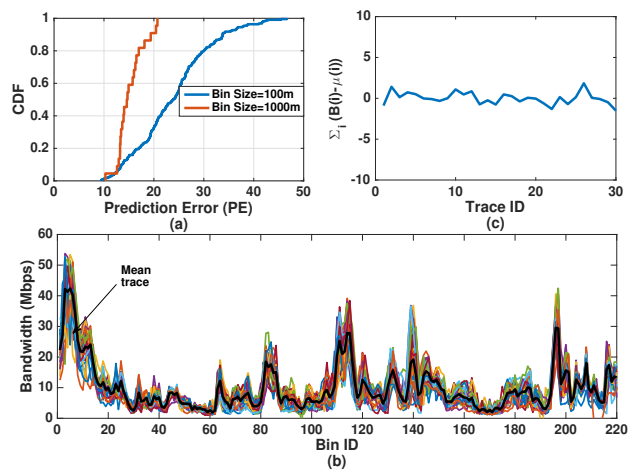 1
0.8
0.6
0.4
0.2
0
CDF
Bin Size=100m
Bin Size=1000m
0 10 20 30 40 50
Prediction Error (PE)
(a)
10
5
0
-5
-10
Σi (B(i)-μ(i))
0 10 20 30
Trace ID
(c)
60
50
40
30
20
10
0
Bandwidth (Mbps)
Mean
trace
0 20 40 60 80 100 120 140 160 180 200 220
Bin ID
(b)